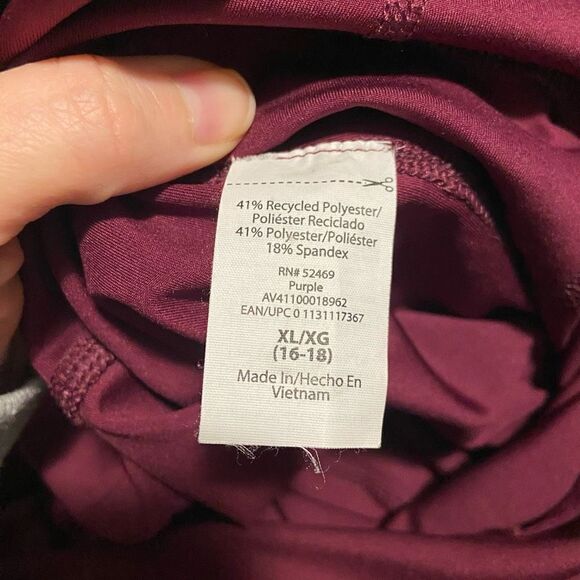 41% Recycled Polyester/
Poliéster Reciclado
41% Polyester/Poliéster
18% Spandex
RN# 52469
Purple
AV41100018962
EAN/UPC 0 1131117367
XL/XG
(16-18)
Made In/Hecho En
Vietnam